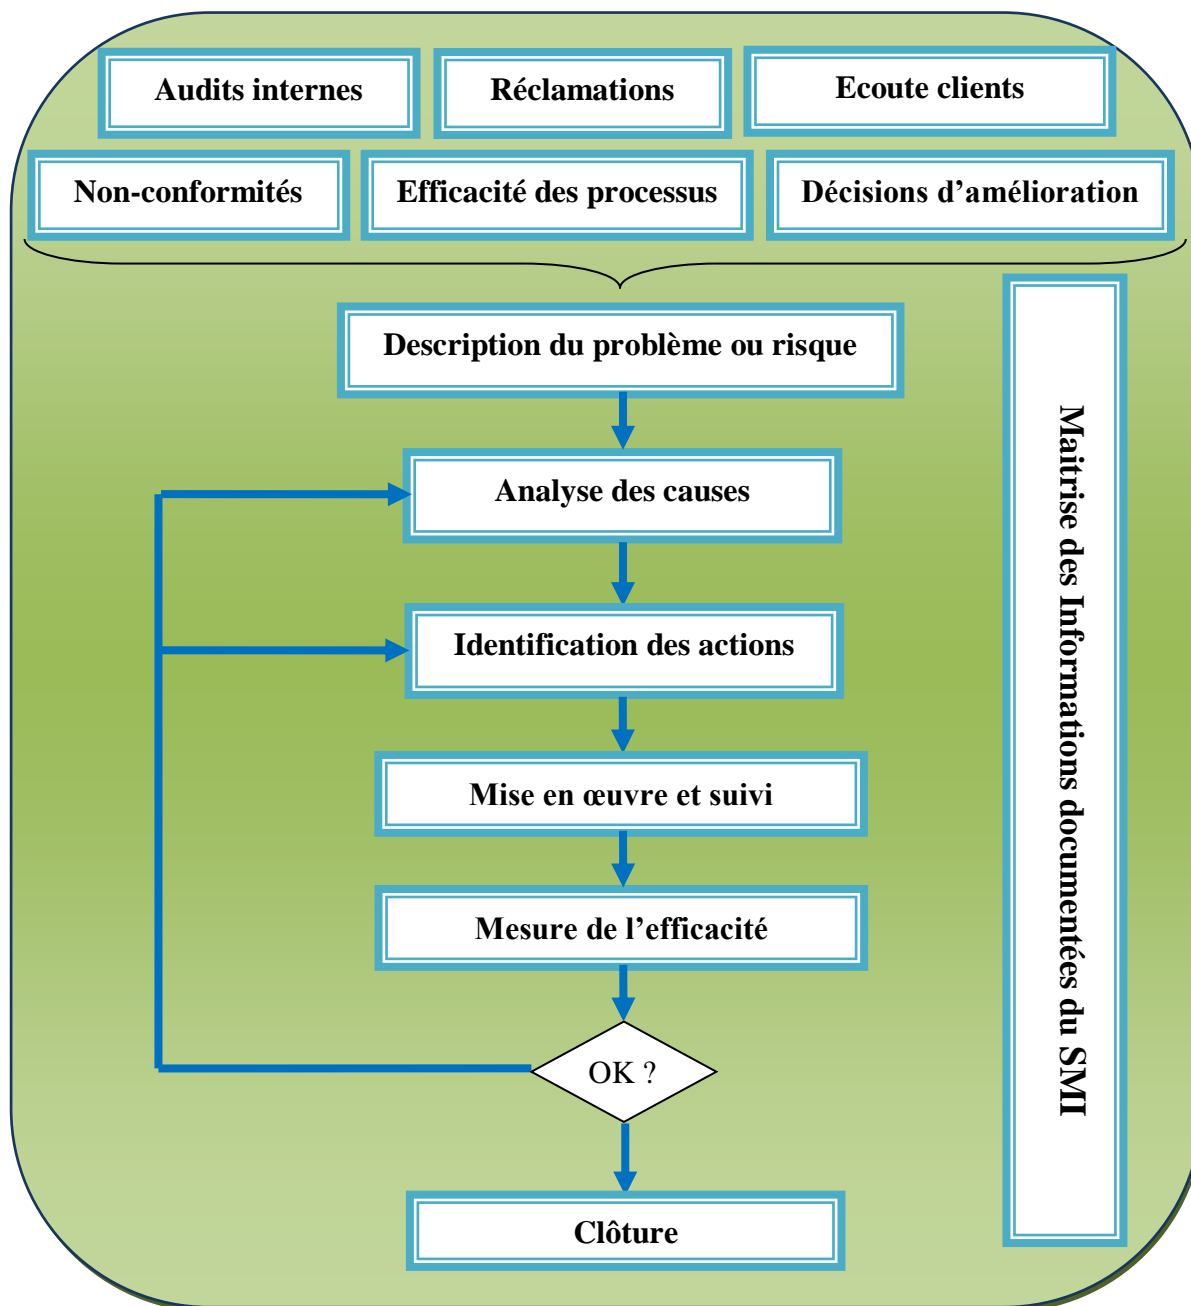 Audits internes
Réclamations
Ecoute clients
Non-conformités
Efficacité des processus
Décisions d’amélioration
Description du problème ou risque
Analyse des causes
Identification des actions
Mise en œuvre et suivi
Mesure de l’efficacité
OK ?
Clôture
Maitrise des Informations documentées du SMI